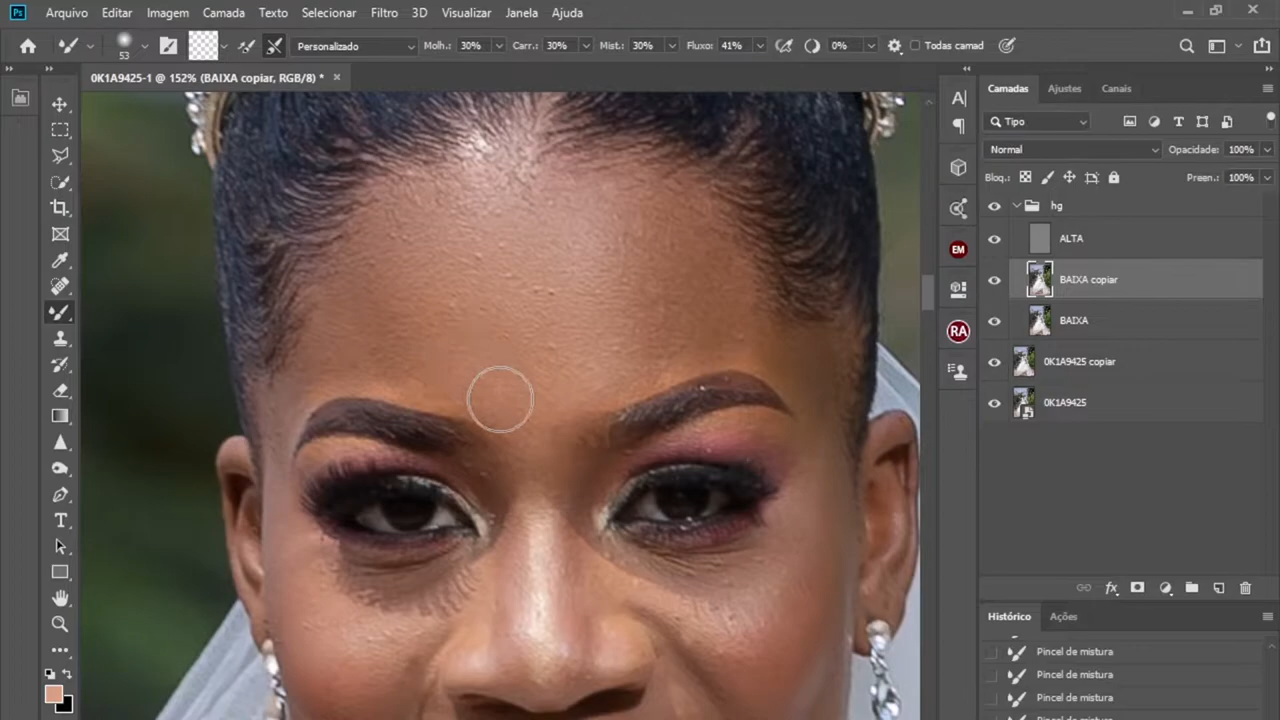 Ps Arquivo Editar Imagem Camada Texto Selecionar Filtro 3D Visualizar Janela Ajuda
53 Personalizado Molh.: 30% Carr.: 30% Mist.: 30% Fluxo: 41% 0% Todas camad
0K1A9425-1 @ 152% (BAIXA copiar, RGB/8) *
Camadas Ajustes Canais
Tipo
Normal Opacidade: 100%
Bloq.: Preen.: 100%
hg
ALTA
BAIXA copiar
BAIXA
0K1A9425 copiar
0K1A9425
EM
RA
Histórico Ações
Pincel de mistura
Pincel de mistura
Pincel de mistura